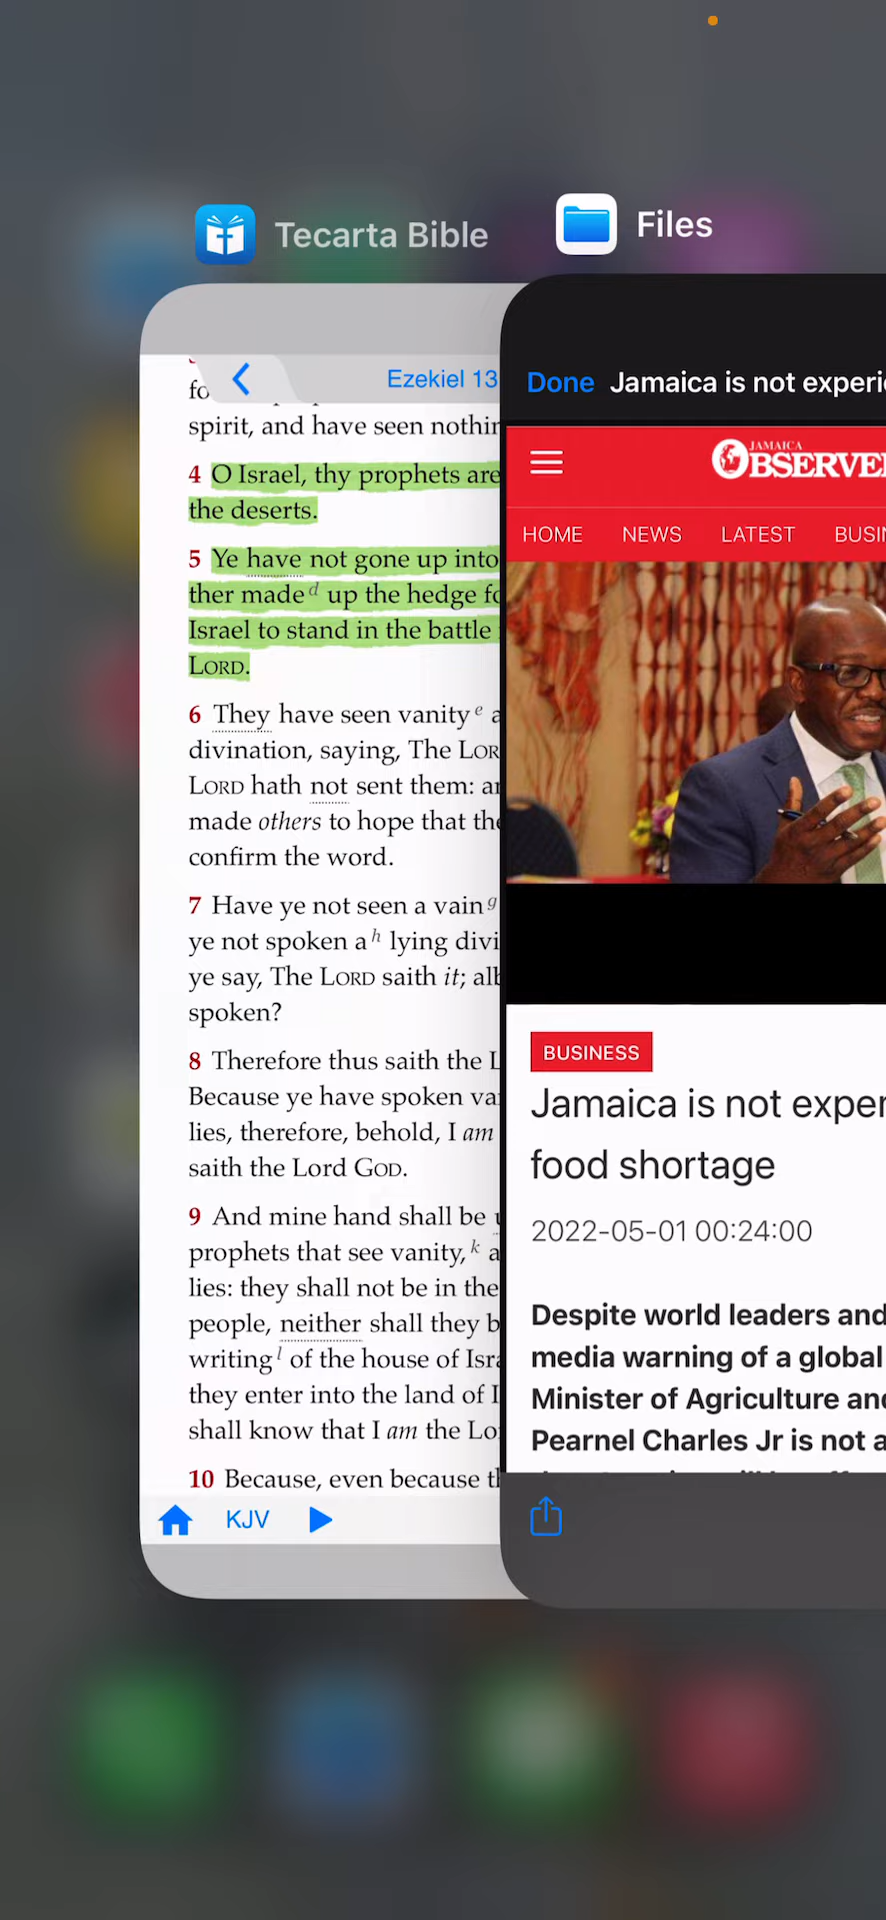 Tecarta Bible
Ezekiel 13
fo
spirit, and have seen
4 O Israel, thy prophets are
the deserts.
5 Ye have not gone up into
ther made d up the hedge
Israel to stand in the battle
LORD.
6 They have seen vanity e a
divination, saying, The LOR
LORD hath not sent them:
made others to hope that
confirm the word.
7 Have ye not seen a vain g
ye not spoken a h lying divi
ye say, The LORD saith it;
spoken?
8 Therefore thus saith the L
Because ye have spoken va
lies, therefore, behold, I am
saith the Lord GOD.
9 And mine hand shall be
prophets that see vanity, k a
lies: they shall not be in the
people, neither shall they b
writing l of the house of
they enter into the land of I
shall know that I am the
10 Because, even because
KJV
Files
Done Jamaica is not
JAMAICA
OBSERVE
HOME NEWS LATEST BUSI
BUSINESS
Jamaica is not exper
food shortage
2022-05-01 00:24:00
Despite world leaders and
media warning of a global
Minister of Agriculture and
Pearnel Charles Jr is not a